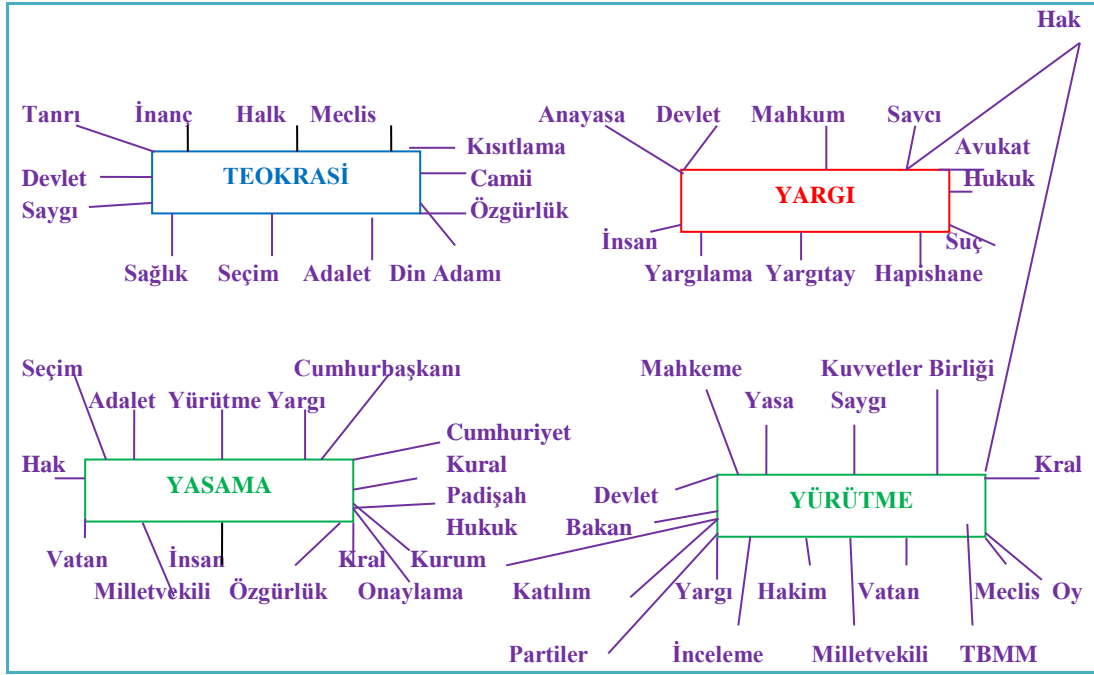 Hak
Tanrı İnanç Halk Meclis
Kısıtlama
TEOKRASİ
Devlet
Camii
Saygı
Özgürlük
Sağlık Seçim Adalet Din Adamı
Anayasa Devlet Mahkum Savcı
Avukat
Hukuk
YARGI
İnsan
Suç
Yargılama Yargıtay Hapishane
Seçim
Cumhurbaşkanı
Adalet Yürütme Yargı
Cumhuriyet
Hak
Kural
YASAMA
Padişah
Hukuk
Vatan İnsan Kral Kurum
Milletvekili Özgürlük Onaylama
Mahkeme Kuvvetler Birliği
Yasa Saygı
Kral
Devlet
YÜRÜTME
Bakan
Katılım Yargı Hakim Vatan Meclis Oy
Partiler İnceleme Milletvekili TBMM